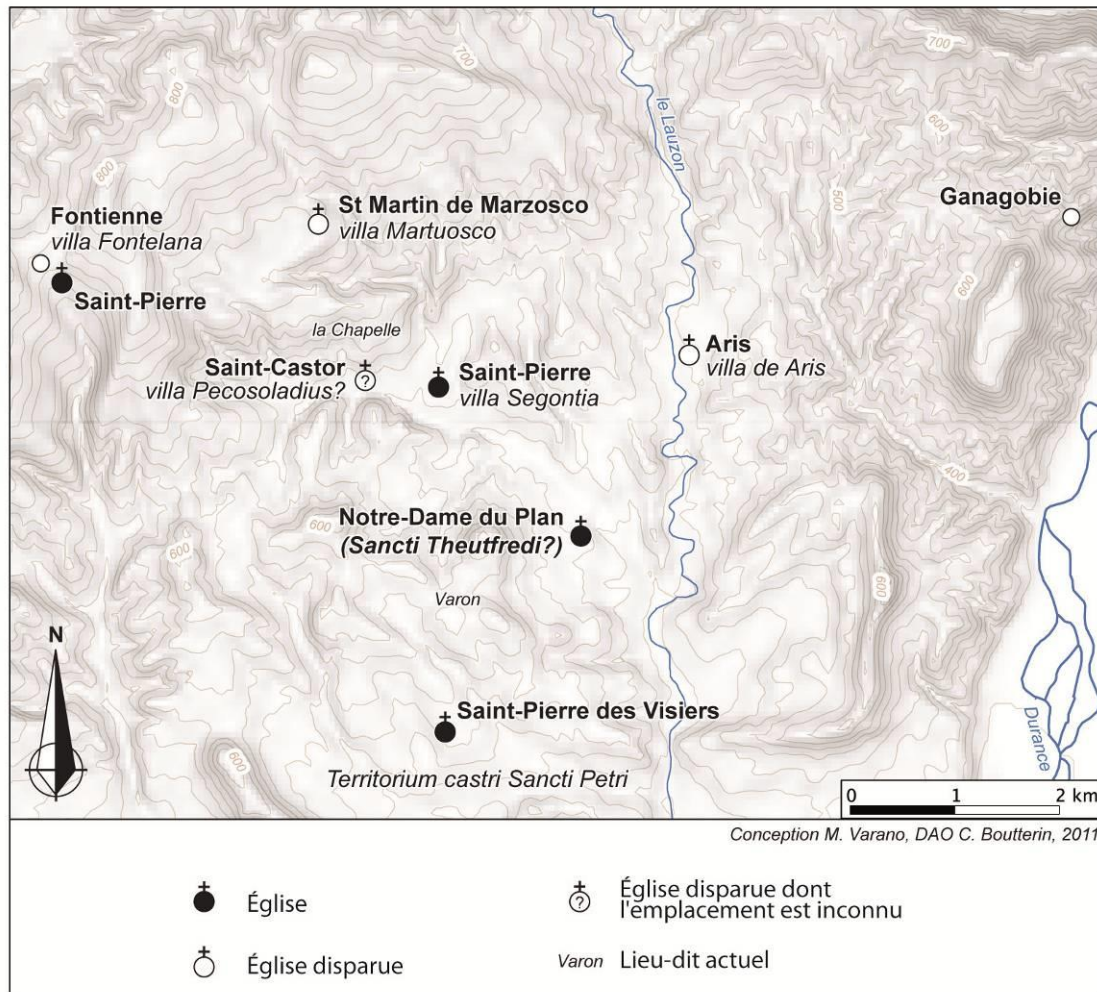 700
700
800
800
le Lauzon
600
500
Ganagobie
St Martin de Marzosco
villa Martuosco
Fontienne
villa Fontelana
Saint-Pierre
600
la Chapelle
Aris
villa de Aris
Saint-Castor
villa Pecosoladius?
?
Saint-Pierre
villa Segontia
400
Notre-Dame du Plan
(Sancti Theutfredi?)
600
600
600
Varon
N
Saint-Pierre des Visiers
Durance
600
Territorium castri Sancti Petri
0 1 2 km
Conception M. Varano, DAO C. Boutterin, 2011
Église
? Église disparue dont
l'emplacement est inconnu
Église disparue
Varon Lieu-dit actuel